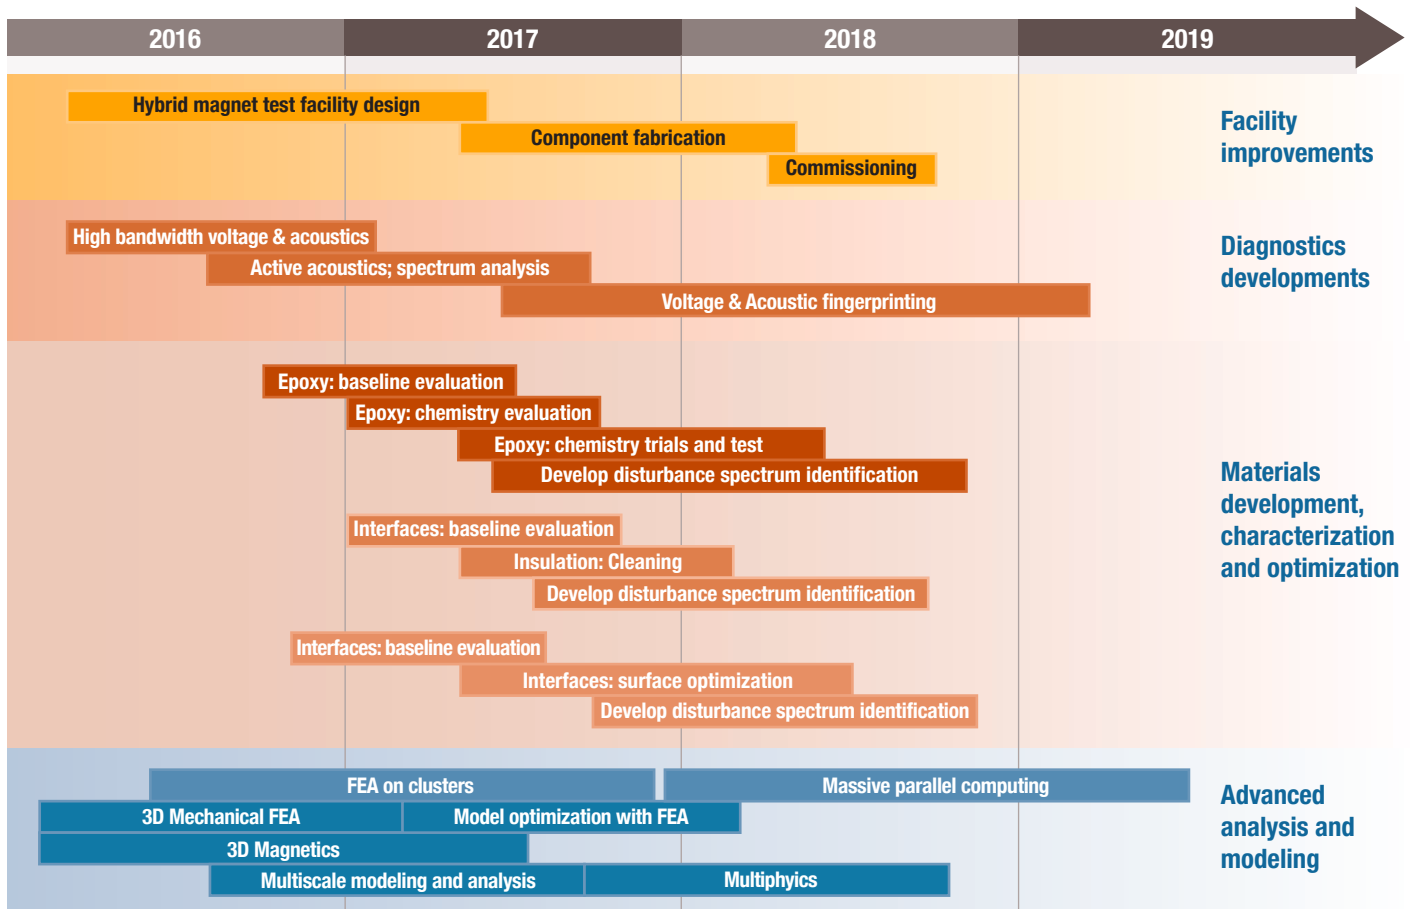 2016 2017 2018 2019
Hybrid magnet test facility design
Component fabrication
Commissioning
Facility
improvements
High bandwidth voltage & acoustics
Active acoustics; spectrum analysis
Voltage & Acoustic fingerprinting
Diagnostics
developments
Epoxy: baseline evaluation
Epoxy: chemistry evaluation
Epoxy: chemistry trials and test
Develop disturbance spectrum identification
Interfaces: baseline evaluation
Insulation: Cleaning
Develop disturbance spectrum identification
Interfaces: baseline evaluation
Interfaces: surface optimization
Develop disturbance spectrum identification
Materials
development,
characterization
and optimization
FEA on clusters Massive parallel computing
3D Mechanical FEA Model optimization with FEA
3D Magnetics
Multiscale modeling and analysis Multiphyics
Advanced
analysis and
modeling